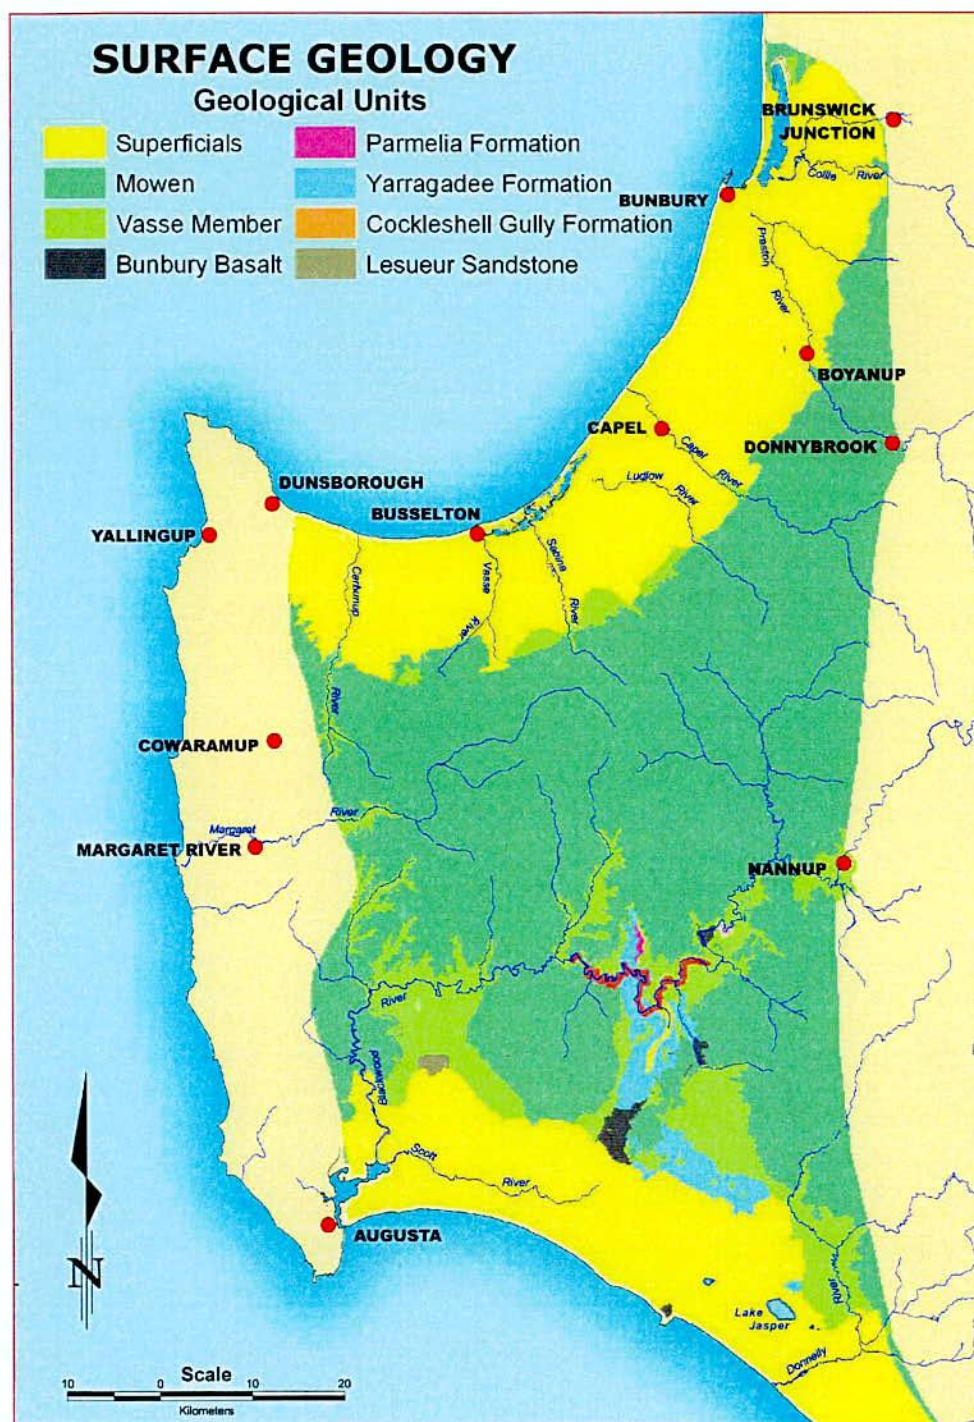 SURFACE GEOLOGY
Geological Units
Superficials
Mowen
Vasse Member
Bunbury Basalt
Parmelia Formation
Yarragadee Formation
Cockleshell Gully Formation
Lesueur Sandstone
BRUNSWICK
JUNCTION
Collie River
BUNBURY
Preston
River
BOYANUP
CAPEL
Capel
River
DONNYBROOK
Ludlow
River
DUNSBOROUGH
BUSSELTON
YALLINGUP
Carbunup
River
Vasse
River
Sabina
River
COWARAMUP
Margaret
River
MARGARET RIVER
NANNUP
River
Blackwood
Scott
River
AUGUSTA
River
Donnelly
Lake
Jasper
N
Scale
10 0 10 20
Kilometers